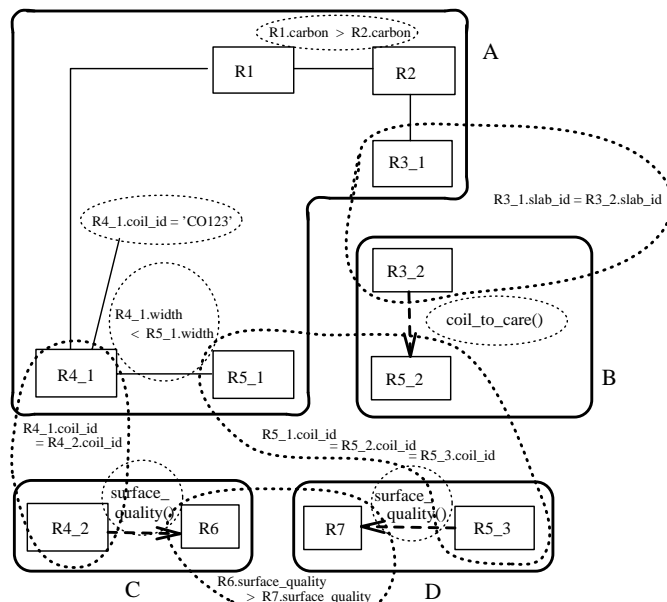 R1.carbon > R2.carbon
A
R1
R2
R3_1
R3_1.slab_id = R3_2.slab_id
R4_1.coil_id = 'CO123'
R3_2
R4_1.width
< R5_1.width
coil_to_care()
R4_1
R5_1
R5_2
B
R4_1.coil_id
= R4_2.coil_id
R5_1.coil_id
= R5_2.coil_id
= R5_3.coil_id
surface_
quality()
surface_
quality()
R4_2
R6
R7
R5_3
C
D
R6.surface_quality
> R7.surface_quality